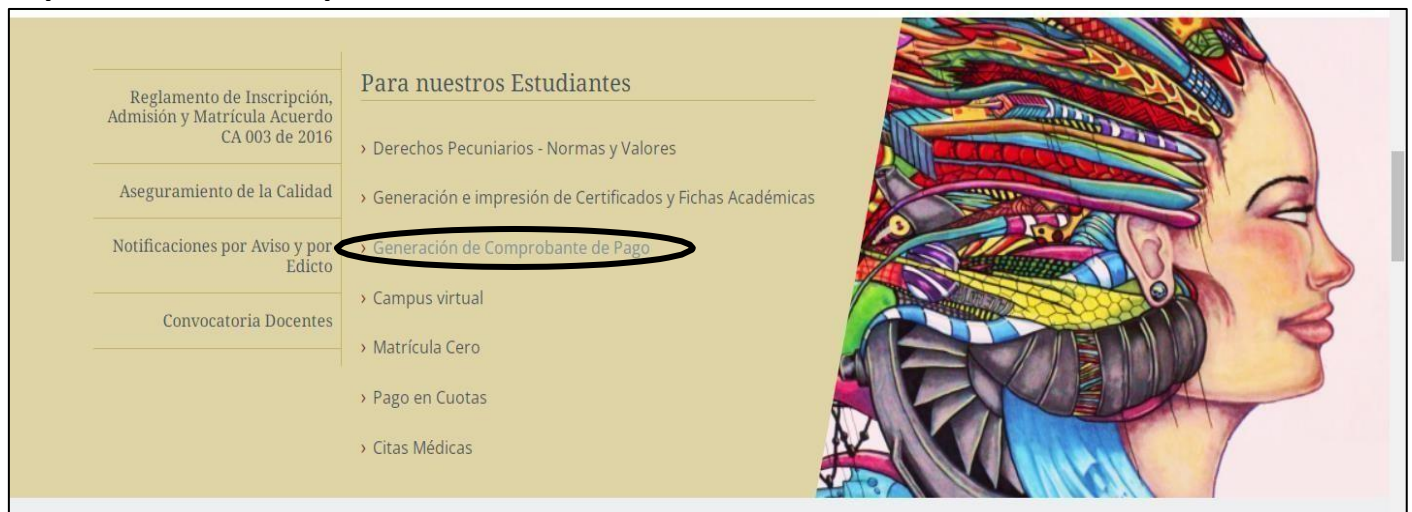 Reglamento de Inscripción,
Admisión y Matrícula Acuerdo
CA 003 de 2016
Aseguramiento de la Calidad
Notificaciones por Aviso y por
Edicto
Convocatoria Docentes
Para nuestros Estudiantes
› Derechos Pecuniarios - Normas y Valores
› Generación e impresión de Certificados y Fichas Académicas
› Generación de Comprobante de Pago
› Campus virtual
› Matrícula Cero
› Pago en Cuotas
› Citas Médicas